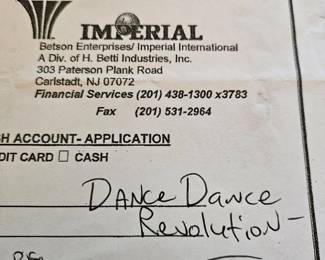 IMPERIAL
Betson Enterprises/ Imperial International
A Div. of H. Betti Industries, Inc.
303 Paterson Plank Road
Carlstadt, NJ 07072
Financial Services (201) 438-1300 x3783
Fax (201) 531-2964
ACCOUNT- APPLICATION
CARD ☐ CASH
Dance Dance
Revolution-